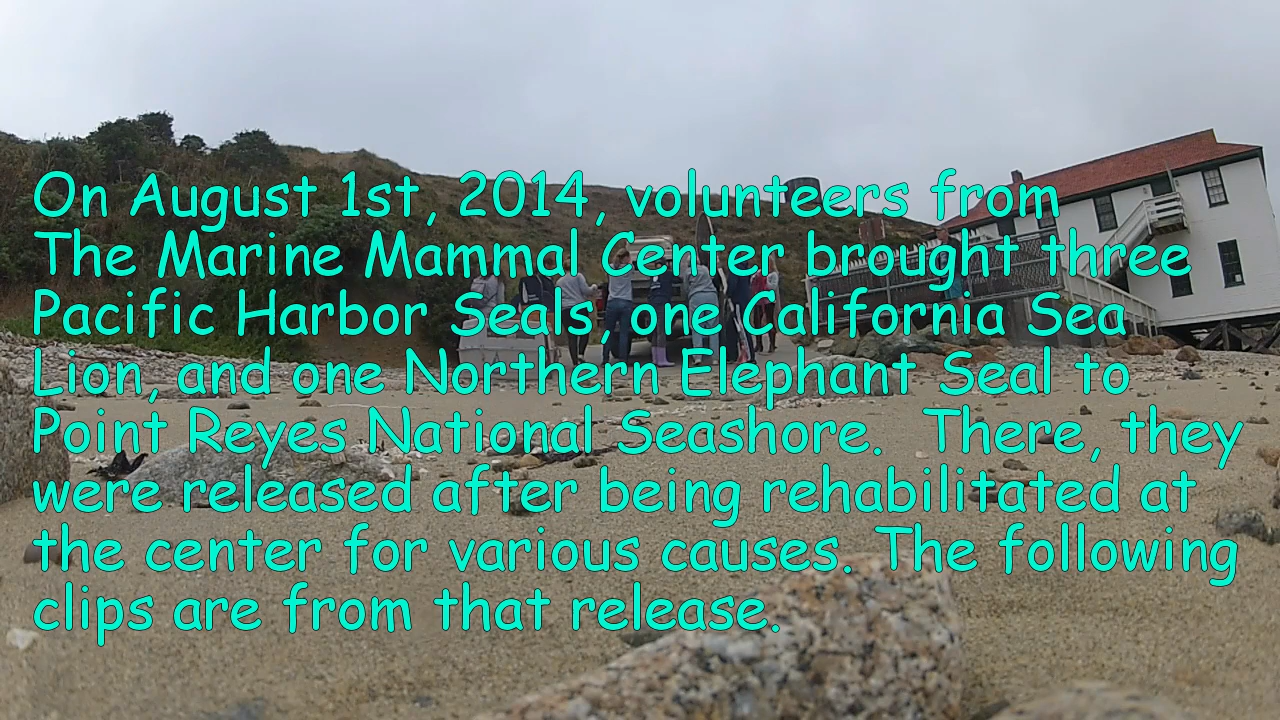 On August 1st, 2014, volunteers from
The Marine Mammal Center brought three
Pacific Harbor Seals, one California Sea
Lion, and one Northern Elephant Seal to
Point Reyes National Seashore.  There, they
were released after being rehabilitated at
the center for various causes. The following
clips are from that release.